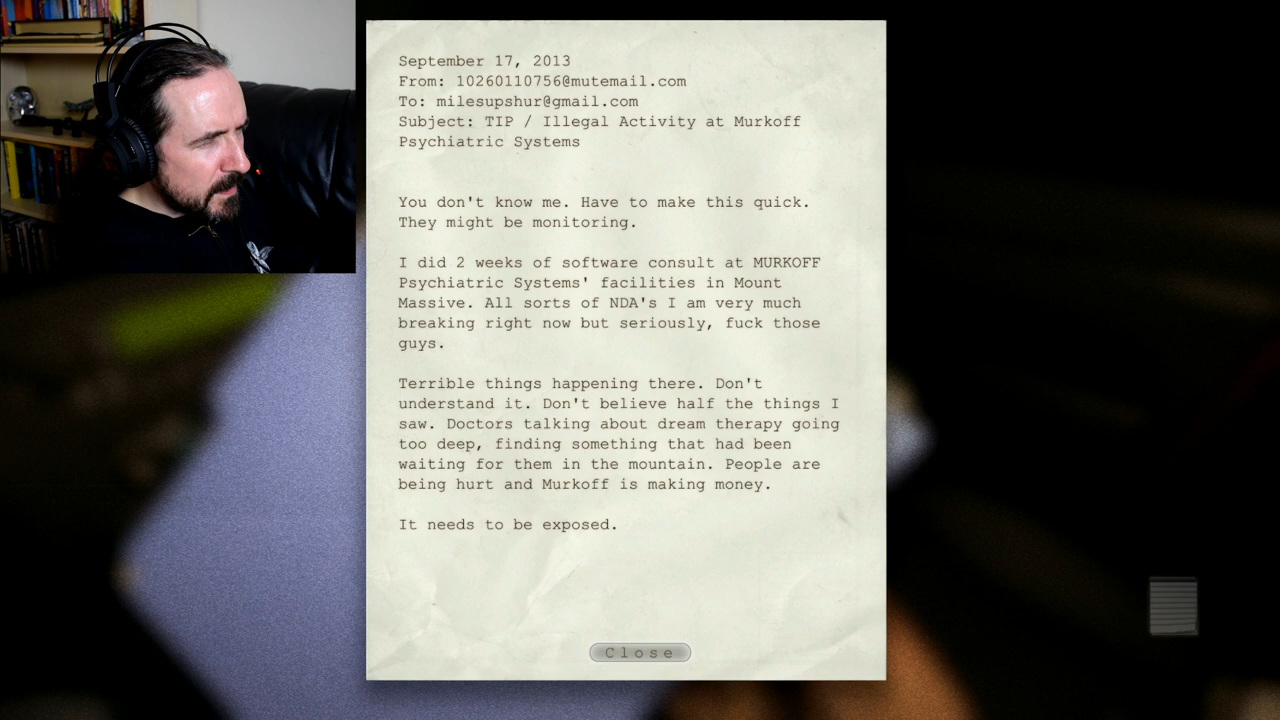 September 17, 2013
From: 10260110756@mutemail.com
To: milesupshur@gmail.com
Subject: TIP / Illegal Activity at Murkoff
Psychiatric Systems
You don't know me. Have to make this quick.
They might be monitoring.
I did 2 weeks of software consult at MURKOFF
Psychiatric Systems' facilities in Mount
Massive. All sorts of NDA's I am very much
breaking right now but seriously, fuck those
guys.
Terrible things happening there. Don't
understand it. Don't believe half the things I
saw. Doctors talking about dream therapy going
too deep, finding something that had been
waiting for them in the mountain. People are
being hurt and Murkoff is making money.
It needs to be exposed.
Close